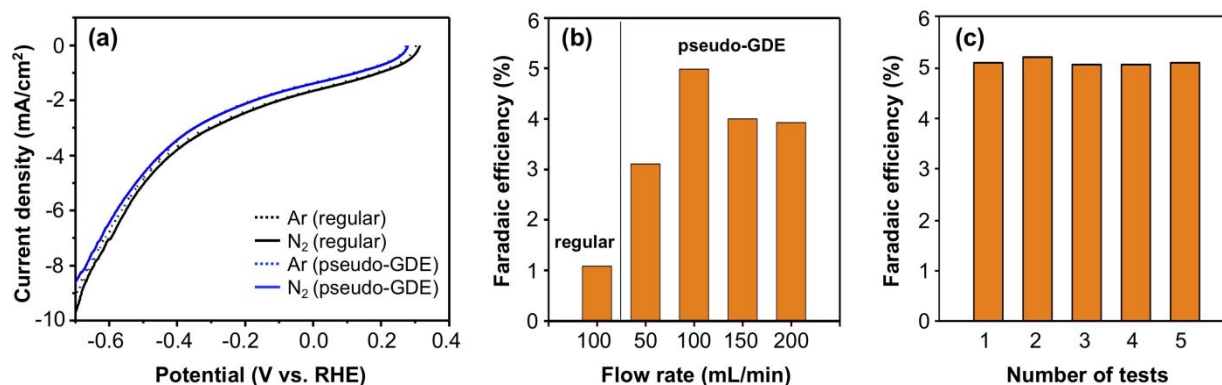 (a)
Current density (mA/cm²)
0
-2
-4
-6
-8
-10
Ar (regular)
N₂ (regular)
Ar (pseudo-GDE)
N₂ (pseudo-GDE)
-0.6 -0.4 -0.2 0.0 0.2 0.4
Potential (V vs. RHE)
(b)
pseudo-GDE
regular
Faradaic efficiency (%)
6
5
4
3
2
1
0
100 50 100 150 200
Flow rate (mL/min)
(c)
Faradaic efficiency (%)
6
5
4
3
2
1
0
1 2 3 4 5
Number of tests